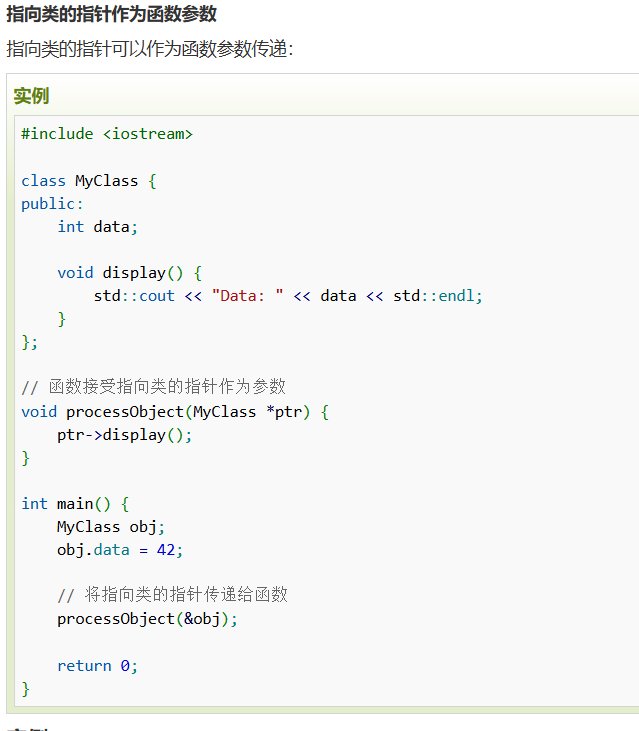 指向类的指针作为函数参数
指向类的指针可以作为函数参数传递：
实例
#include <iostream>
class MyClass {
public:
    int data;
    void display() {
        std::cout << "Data: " << data << std::endl;
    }
};
// 函数接受指向类的指针作为参数
void processObject(MyClass *ptr) {
    ptr->display();
}
int main() {
    MyClass obj;
    obj.data = 42;
    // 将指向类的指针传递给函数
    processObject(&obj);
    return 0;
}